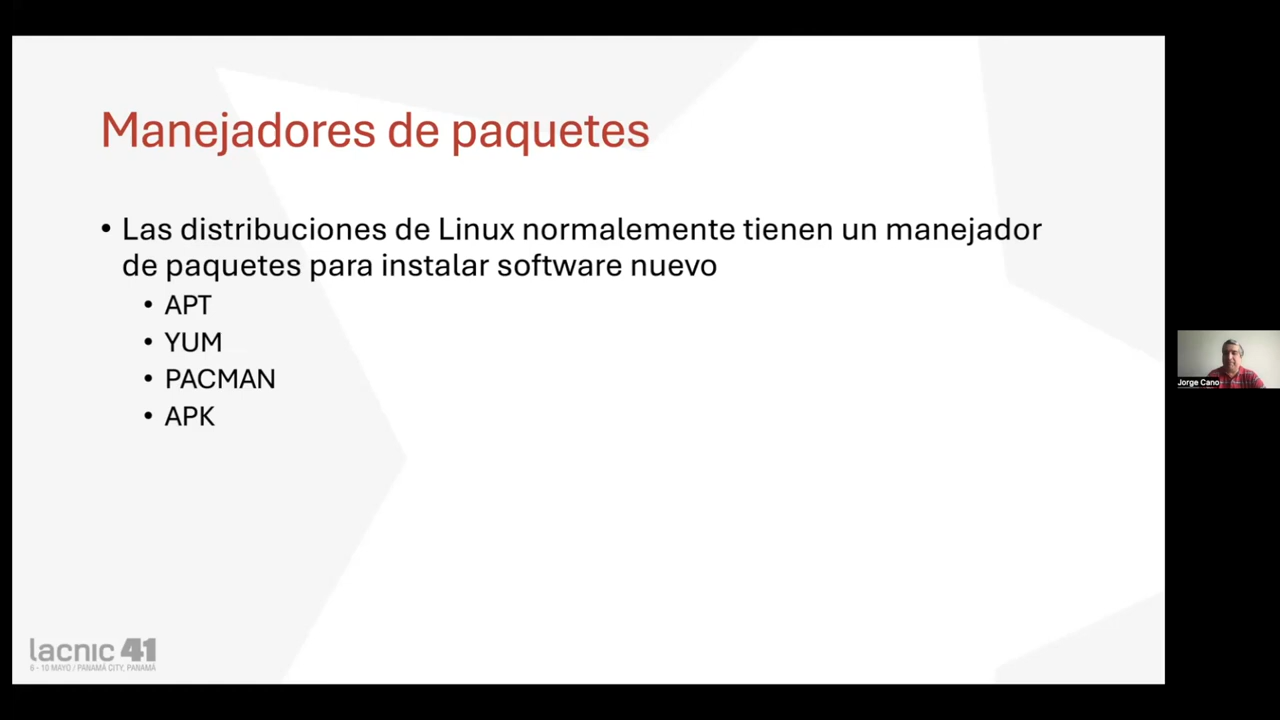 Manejadores de paquetes
• Las distribuciones de Linux normalemente tienen un manejador
de paquetes para instalar software nuevo
• APT
• YUM
• PACMAN
• APK
lacnic 41
6 - 10 MAYO / PANAMÁ CITY, PANAMÁ
Jorge Cano